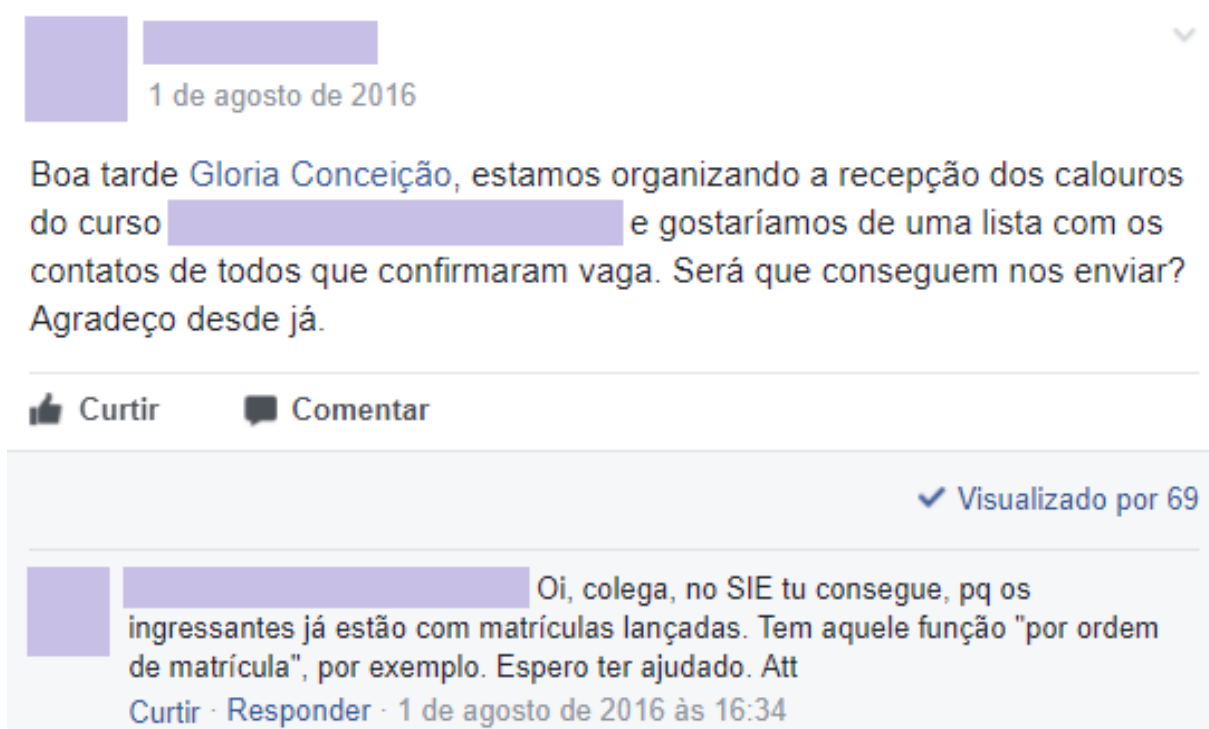 1 de agosto de 2016
Boa tarde Gloria Conceição, estamos organizando a recepção dos calouros
do curso e gostaríamos de uma lista com os
contatos de todos que confirmaram vaga. Será que conseguem nos enviar?
Agradeço desde já.
Curtir Comentar
Visualizado por 69
Oi, colega, no SIE tu consegue, pq os
ingressantes já estão com matrículas lançadas. Tem aquele função "por ordem
de matrícula", por exemplo. Espero ter ajudado. Att
Curtir · Responder · 1 de agosto de 2016 às 16:34